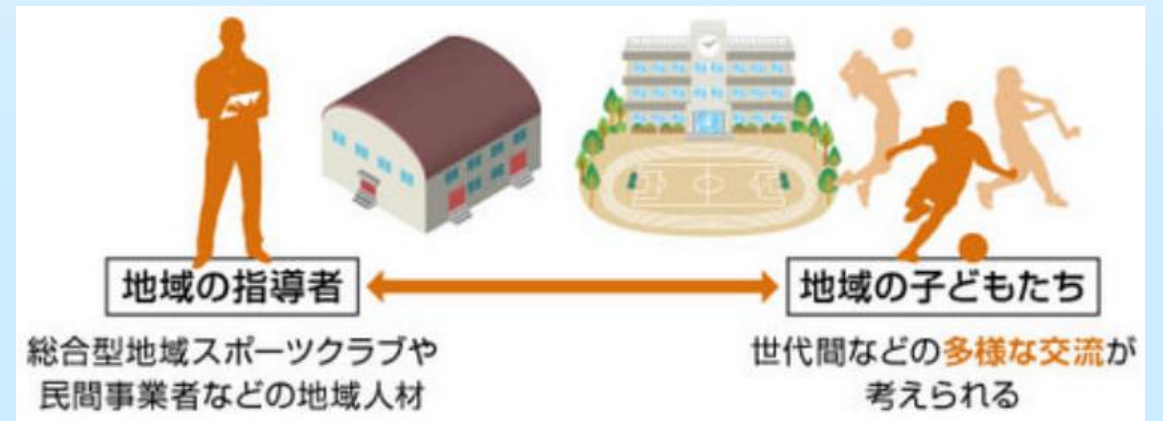 地域の指導者
地域の子どもたち
総合型地域スポーツクラブや
民間事業者などの地域人材
世代間などの多様な交流が
考えられる